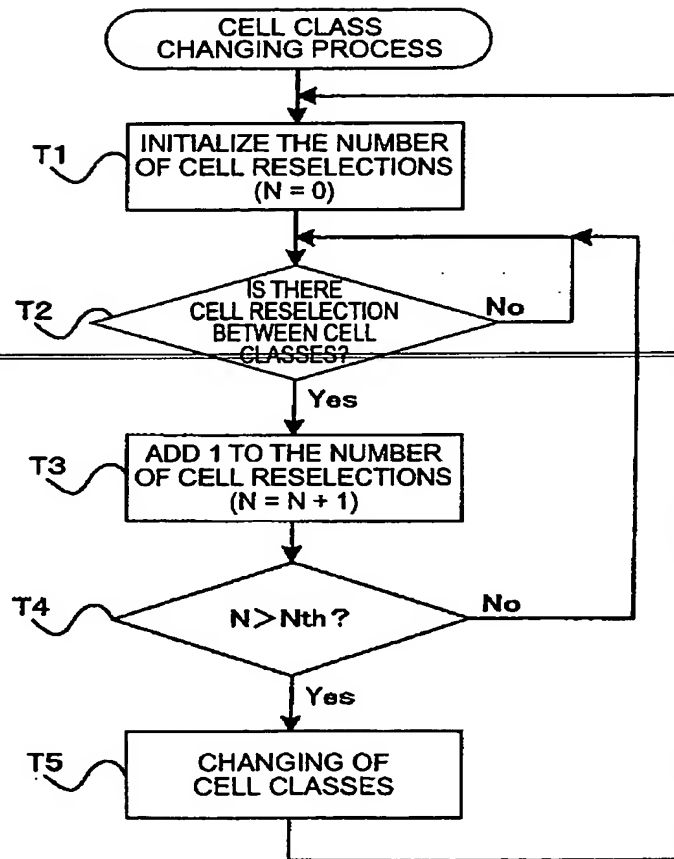 CELL CLASS
CHANGING PROCESS
T1
INITIALIZE THE NUMBER
OF CELL RESELECTIONS
(N = 0)
T2
IS THERE
CELL RESELECTION
BETWEEN CELL
CLASSES?
No
Yes
T3
ADD 1 TO THE NUMBER
OF CELL RESELECTIONS
(N = N + 1)
T4
N>Nth?
No
Yes
T5
CHANGING OF
CELL CLASSES